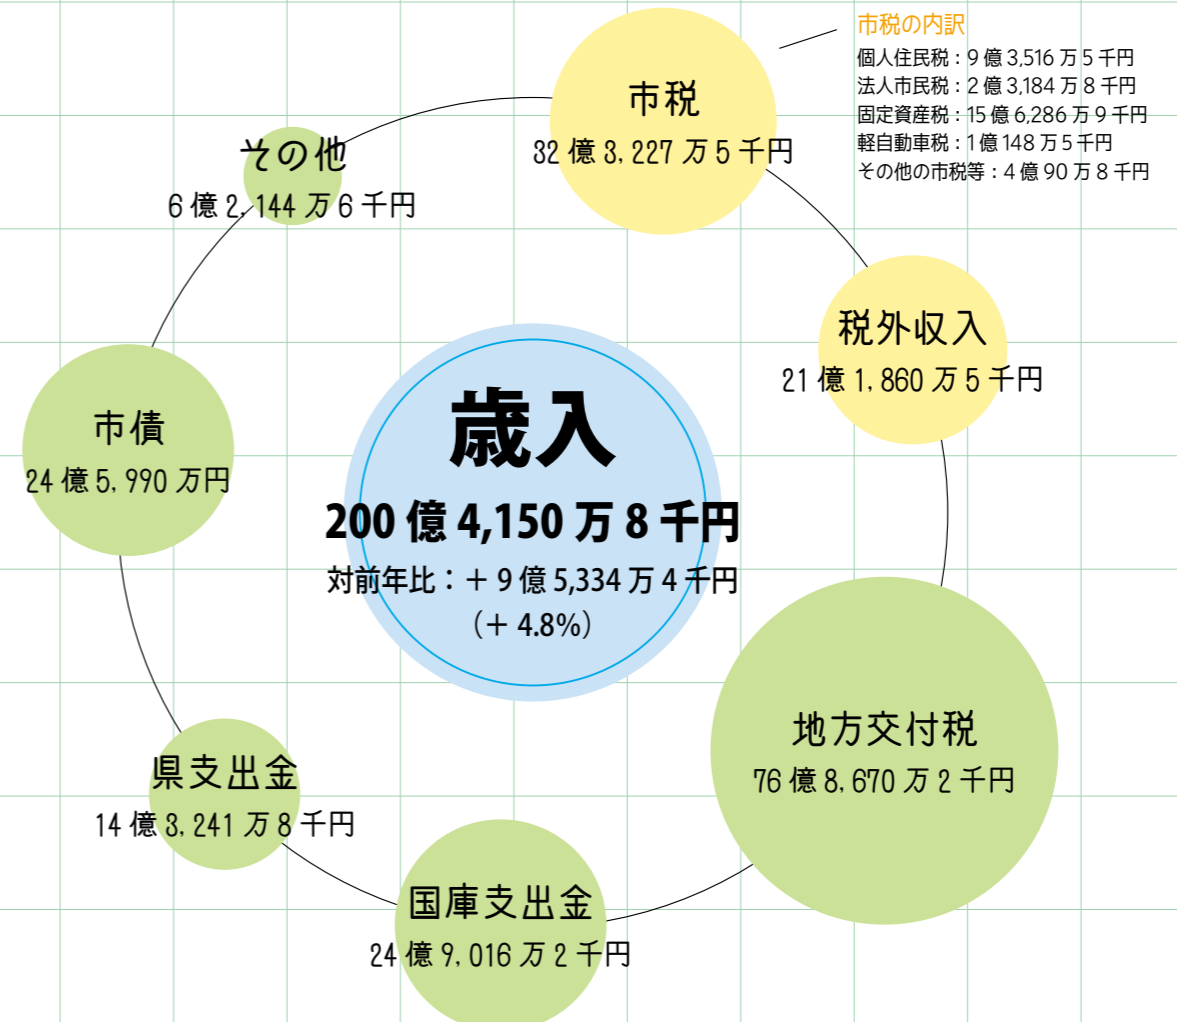 市税の内訳
個人住民税：9億3,516万5千円
法人市民税：2億3,184万8千円
固定資産税：15億6,286万9千円
軽自動車税：1億148万5千円
その他の市税等：4億90万8千円
市税
32億3,227万5千円
税外収入
21億1,860万5千円
地方交付税
76億8,670万2千円
国庫支出金
24億9,016万2千円
県支出金
14億3,241万8千円
市債
24億5,990万円
その他
6億2,144万6千円
歳入
200億4,150万8千円
対前年比：＋9億5,334万4千円
（＋4.8%）